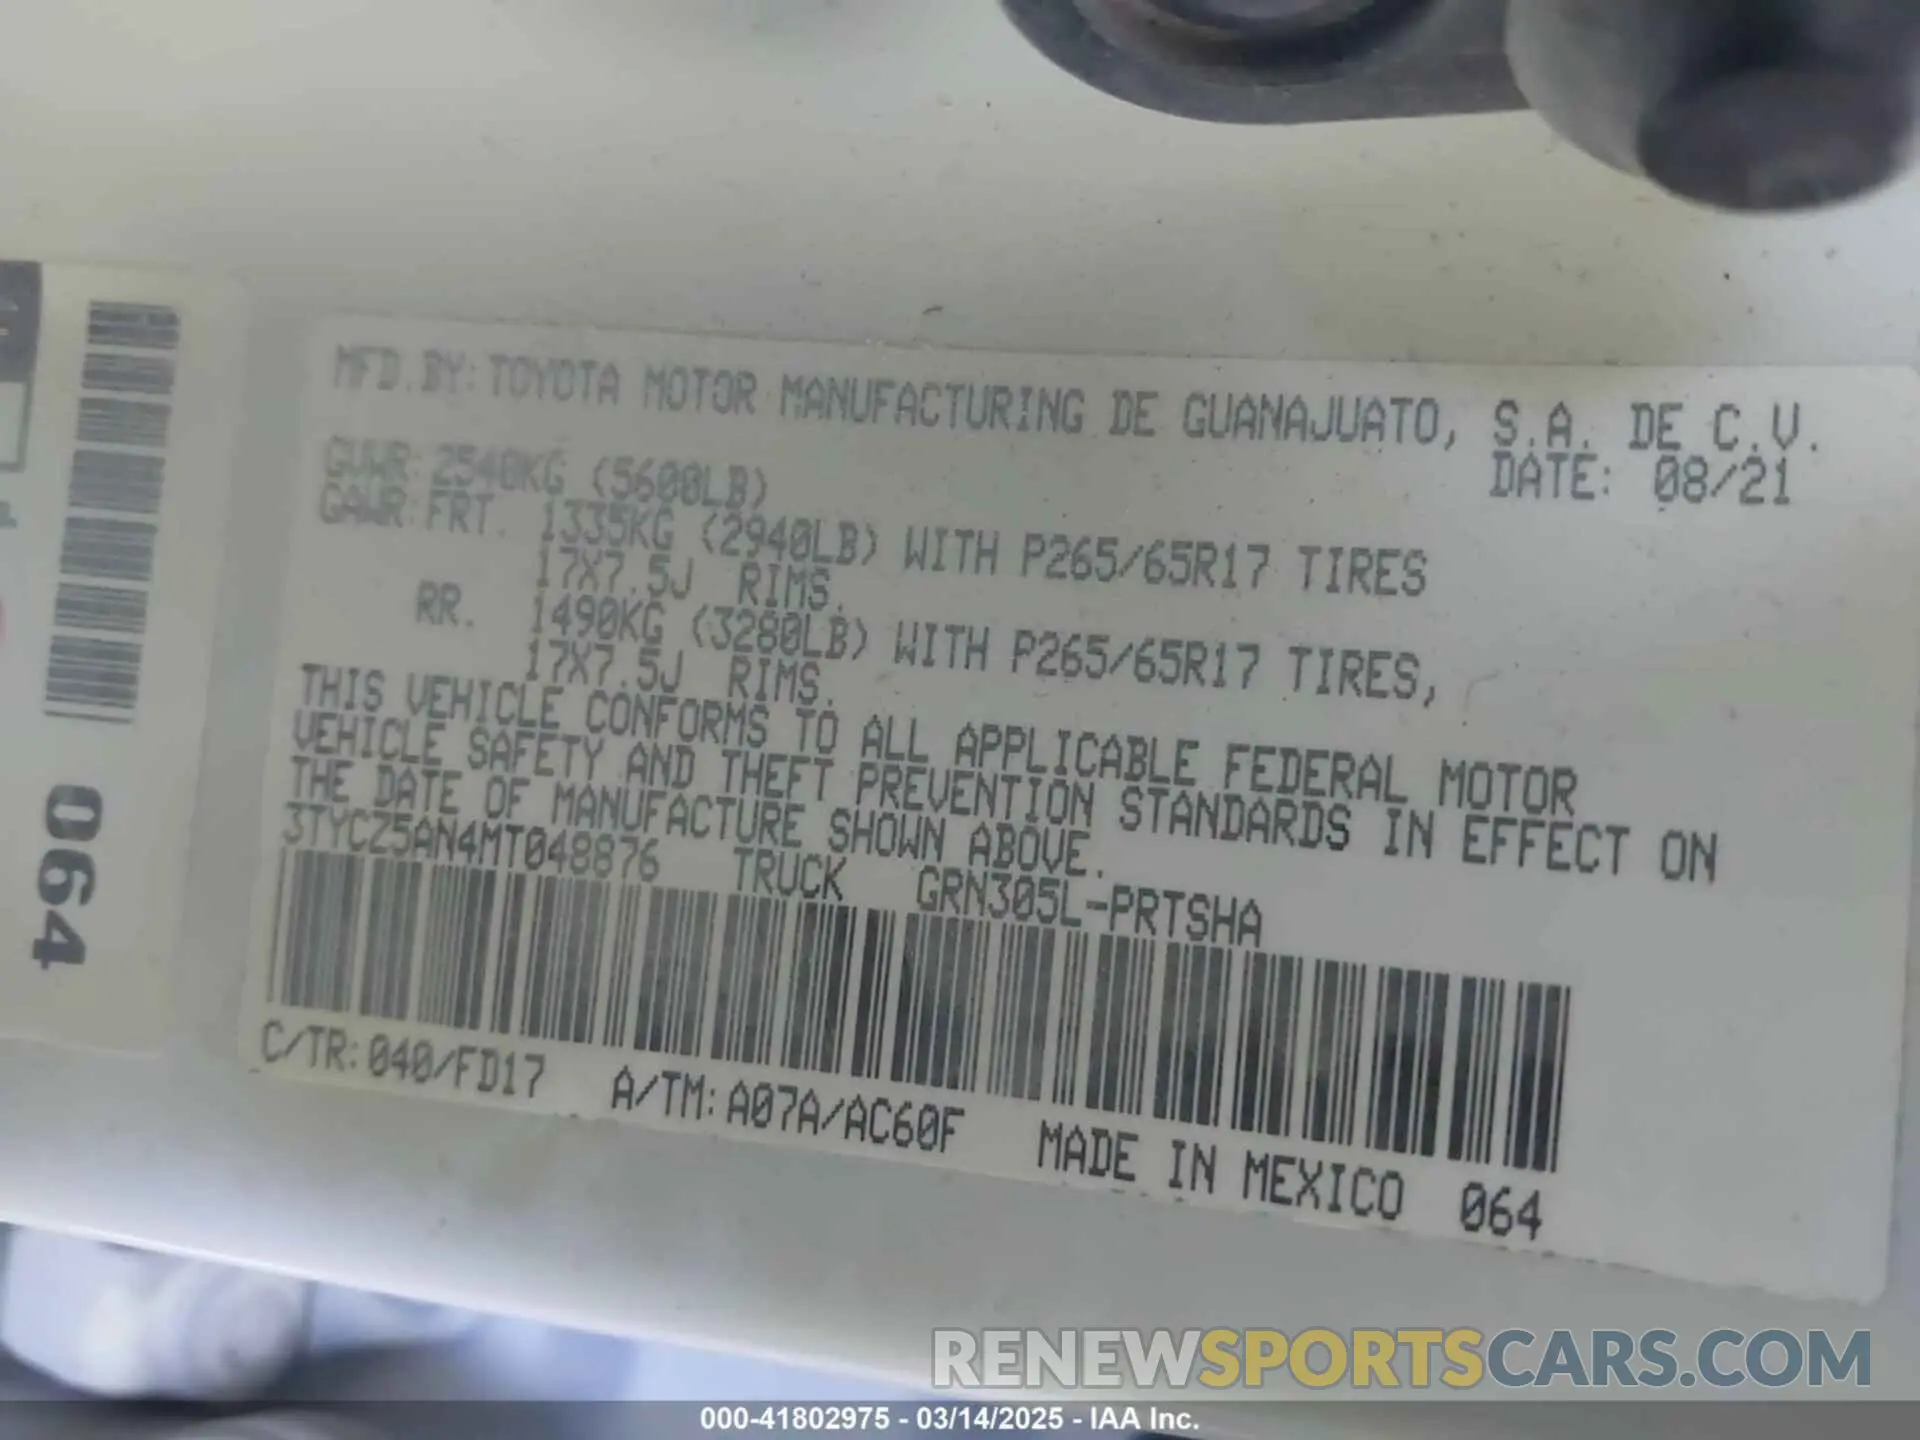 MFD.BY: TOYOTA MOTOR MANUFACTURING DE GUANAJUATO, S.A. DE C.V.
DATE: 08/21
GVWR: 2540KG (5600LB)
GAWR: FRT. 1335KG (2940LB) WITH P265/65R17 TIRES
17X7.5J RIMS.
RR. 1490KG (3280LB) WITH P265/65R17 TIRES,
17X7.5J RIMS.
THIS VEHICLE CONFORMS TO ALL APPLICABLE FEDERAL MOTOR
VEHICLE SAFETY AND THEFT PREVENTION STANDARDS IN EFFECT ON
THE DATE OF MANUFACTURE SHOWN ABOVE.
3TYCZ5AN4MT048876 TRUCK GRN305L-PRTSHA
C/TR: 040/FD17 A/TM: A07A/AC60F MADE IN MEXICO 064
064
RENEWSPORTSCARS.COM
000-41802975 - 03/14/2025 - IAA Inc.